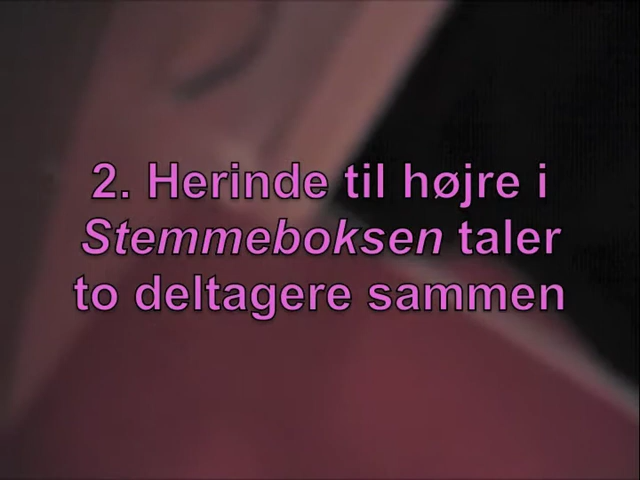 2. Herinde til højre i
Stemmeboksen taler
to deltagere sammen